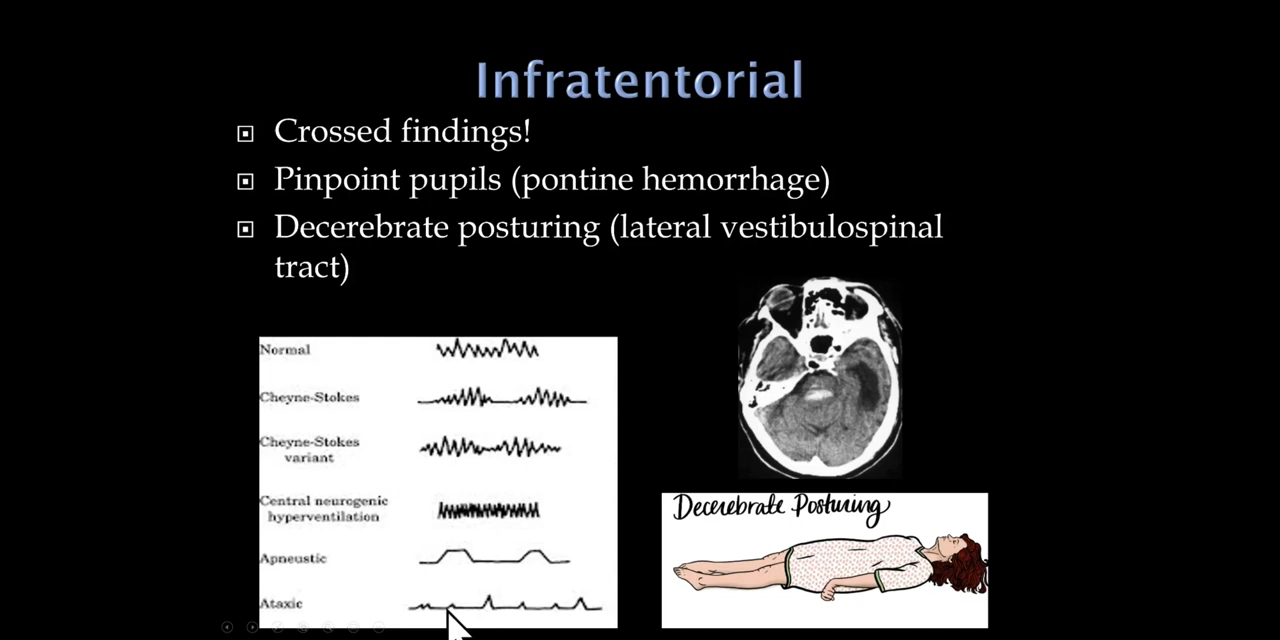 Infratentorial
Crossed findings!
Pinpoint pupils (pontine hemorrhage)
Decerebrate posturing (lateral vestibulospinal
tract)
Normal
Cheyne-Stokes
Cheyne-Stokes
variant
Central neurogenic
hyperventilation
Apneustic
Ataxic
Decerebrate Posturing